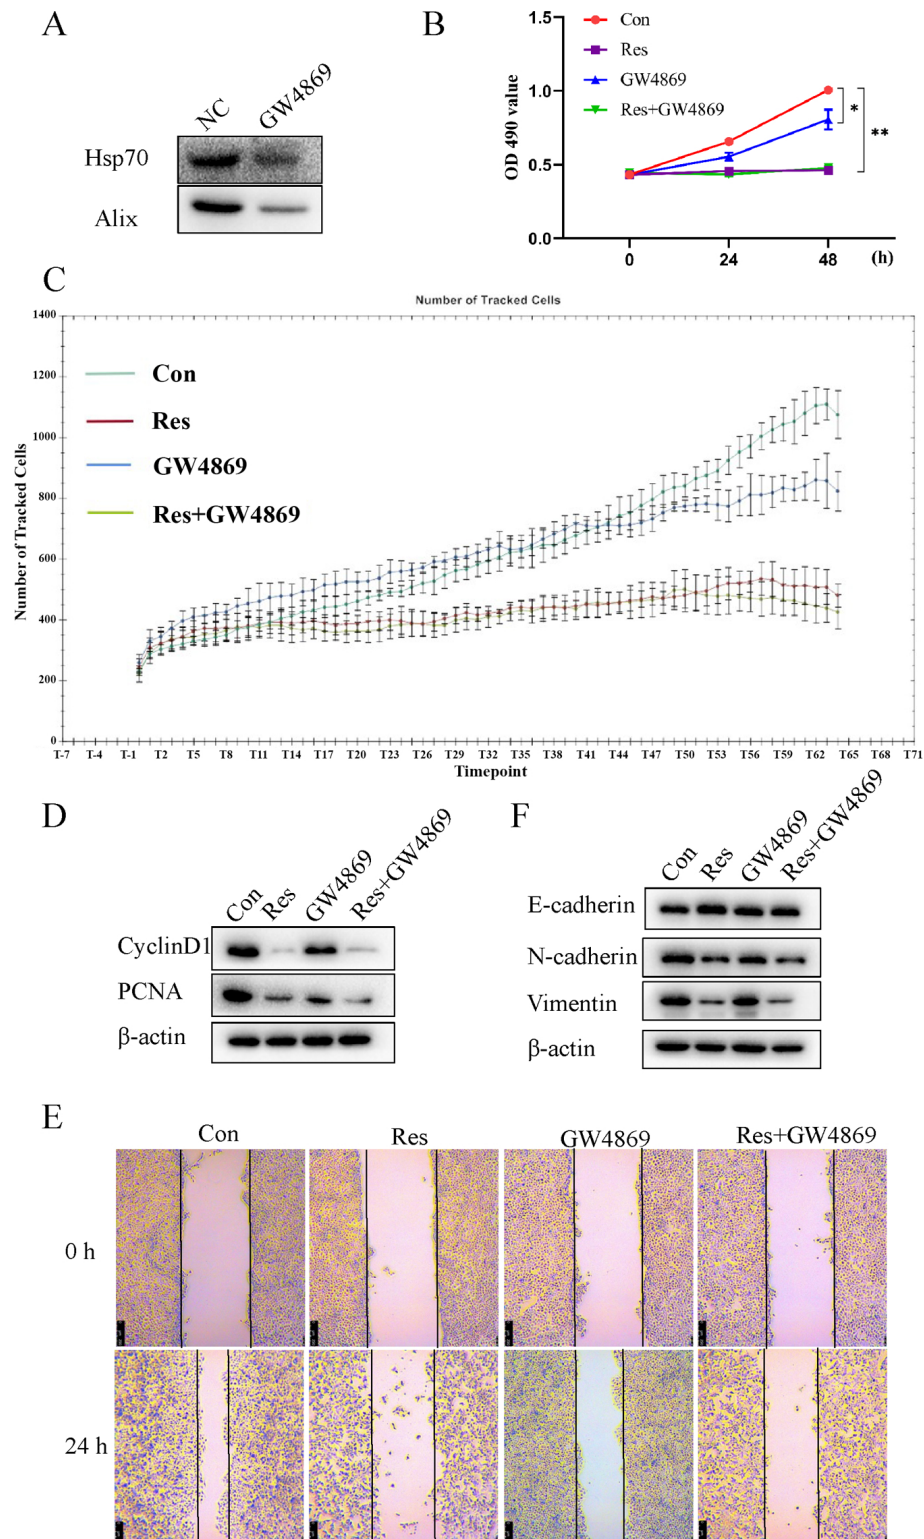 A
NC
GW4869
Hsp70
Alix
B
OD 490 value
1.5
1.0
0.5
0.0
Con
Res
GW4869
Res+GW4869
*
**
0
24
48
(h)
C
Number of Tracked Cells
Number of Tracked Cells
1400
1200
1000
800
600
400
200
0
Con
Res
GW4869
Res+GW4869
T-7 T-4 T-1 T2 T5 T8 T11 T14 T17 T20 T23 T26 T29 T32 T35 T38 T41 T44 T47 T50 T53 T56 T59 T62 T65 T68 T71
Timepoint
D
Con
Res
GW4869
Res+GW4869
CyclinD1
PCNA
β-actin
F
Con
Res
GW4869
Res+GW4869
E-cadherin
N-cadherin
Vimentin
β-actin
E
Con
Res
GW4869
Res+GW4869
0 h
24 h